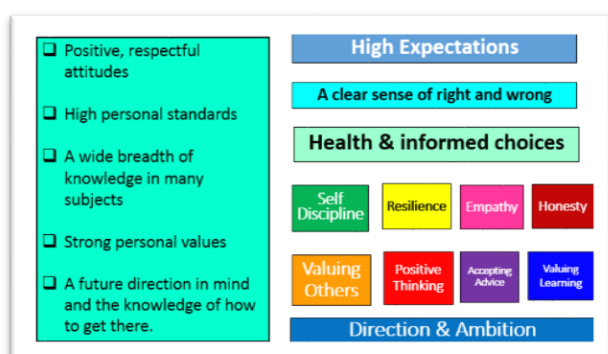 ❑ Positive, respectful
attitudes
❑ High personal standards
❑ A wide breadth of
knowledge in many
subjects
❑ Strong personal values
❑ A future direction in mind
and the knowledge of how
to get there.
High Expectations
A clear sense of right and wrong
Health & informed choices
Self
Discipline
Resilience
Empathy
Honesty
Valuing
Others
Positive
Thinking
Accepting
Advice
Valuing
Learning
Direction & Ambition